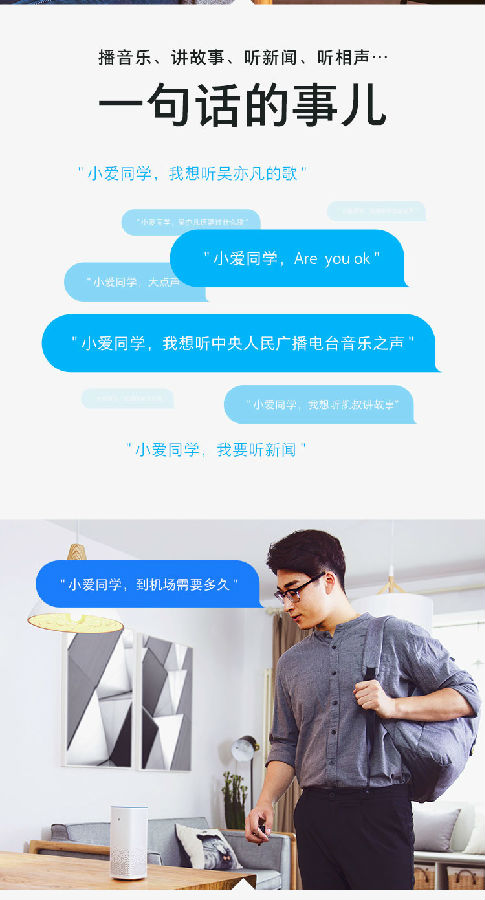 播音乐、讲故事、听新闻、听相声…
一句话的事儿
"小爱同学，我想听吴亦凡的歌"
"小爱同学，Are you ok"
"小爱同学，大点声
"小爱同学，我想听中央人民广播电台音乐之声"
"小爱同学，我想听凯叔讲故事"
"小爱同学，我要听新闻"
"小爱同学，到机场需要多久"